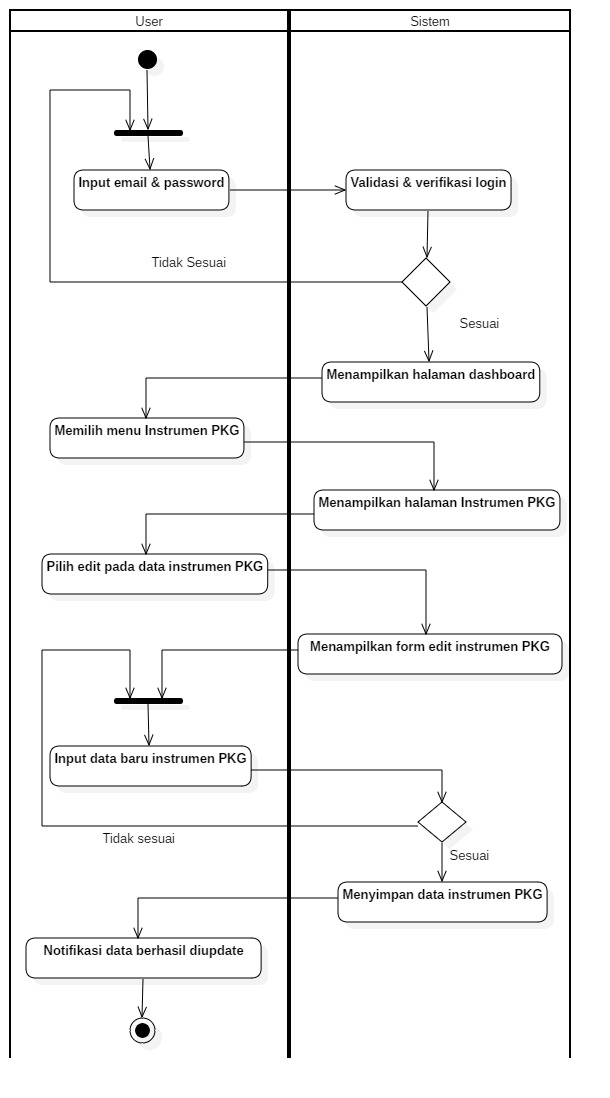 User
Sistem
Input email & password
Validasi & verifikasi login
Tidak Sesuai
Sesuai
Menampilkan halaman dashboard
Memilih menu Instrumen PKG
Menampilkan halaman Instrumen PKG
Pilih edit pada data instrumen PKG
Menampilkan form edit instrumen PKG
Input data baru instrumen PKG
Tidak sesuai
Sesuai
Menyimpan data instrumen PKG
Notifikasi data berhasil diupdate